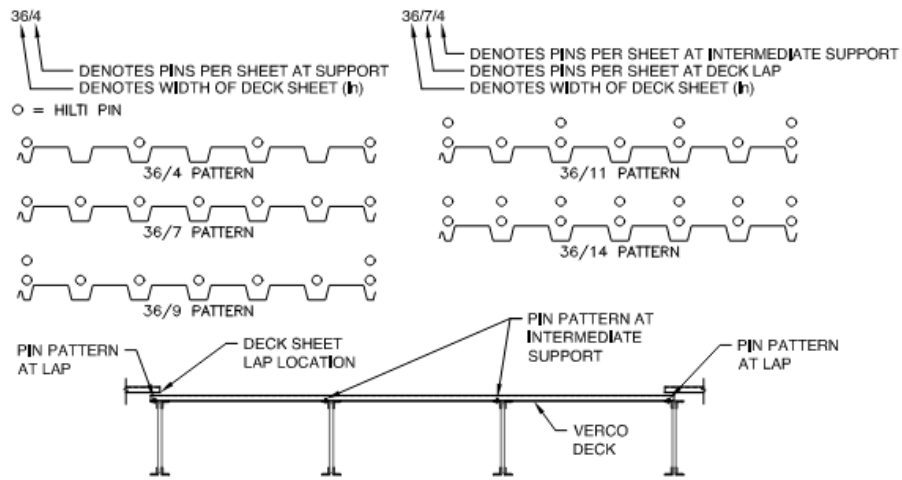 36/4
DENOTES PINS PER SHEET AT SUPPORT
DENOTES WIDTH OF DECK SHEET (In)
O = HILTI PIN
36/4 PATTERN
36/7 PATTERN
36/9 PATTERN
36/7/4
DENOTES PINS PER SHEET AT INTERMEDIATE SUPPORT
DENOTES PINS PER SHEET AT DECK LAP
DENOTES WIDTH OF DECK SHEET (In)
36/11 PATTERN
36/14 PATTERN
PIN PATTERN
AT LAP
DECK SHEET
LAP LOCATION
PIN PATTERN AT
INTERMEDIATE
SUPPORT
PIN PATTERN
AT LAP
VERCO
DECK